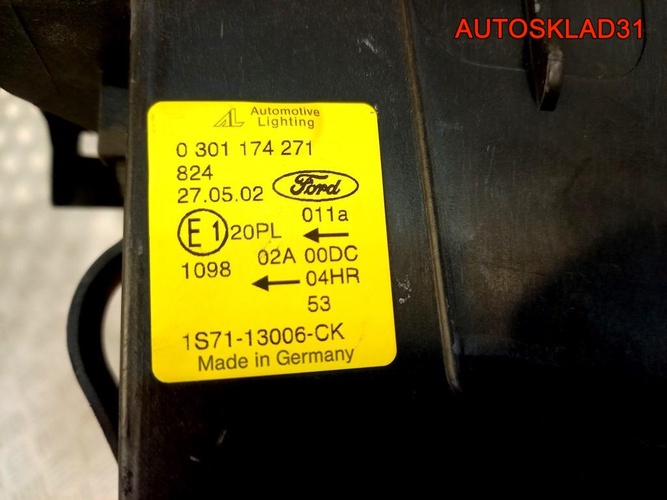 AUTOSKLAD31
AL Automotive
Lighting
0 301 174 271
824
27.05.02 Ford
011a
E1 20PL
02A 00DC
1098 04HR
53
1S71-13006-CK
Made in Germany